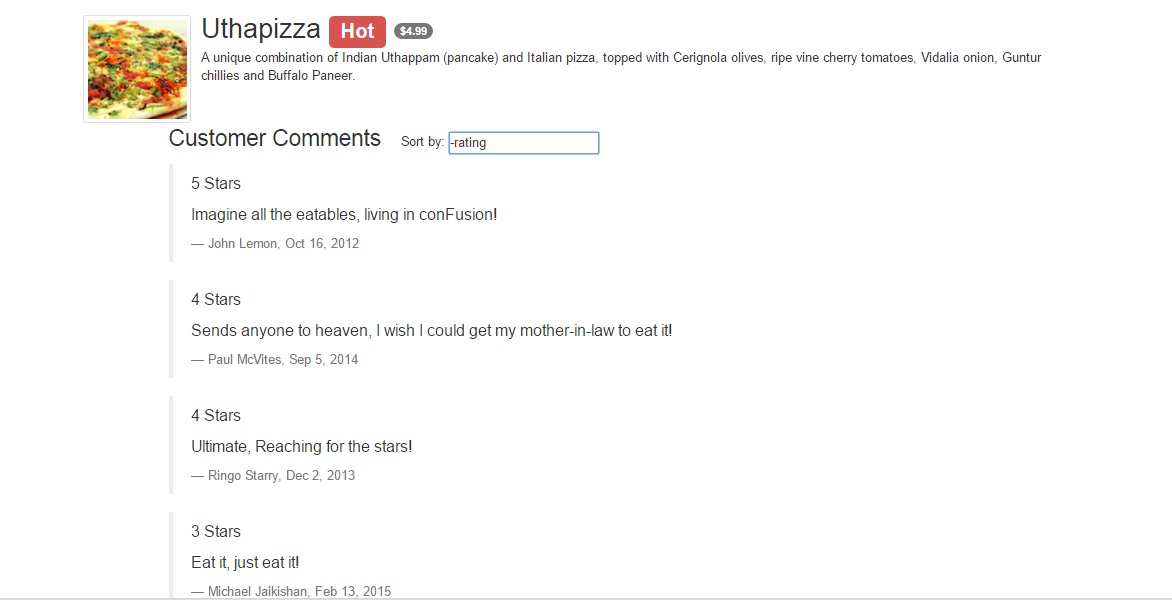 Uthapizza Hot $4.99
A unique combination of Indian Uthappam (pancake) and Italian pizza, topped with Cerignola olives, ripe vine cherry tomatoes, Vidalia onion, Guntur
chillies and Buffalo Paneer.
Customer Comments Sort by: -rating
5 Stars
Imagine all the eatables, living in conFusion!
— John Lemon, Oct 16, 2012
4 Stars
Sends anyone to heaven, I wish I could get my mother-in-law to eat it!
— Paul McVites, Sep 5, 2014
4 Stars
Ultimate, Reaching for the stars!
— Ringo Starry, Dec 2, 2013
3 Stars
Eat it, just eat it!
— Michael Jaikishan, Feb 13, 2015